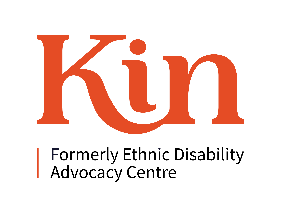 Kin
Formerly Ethnic Disability
Advocacy Centre